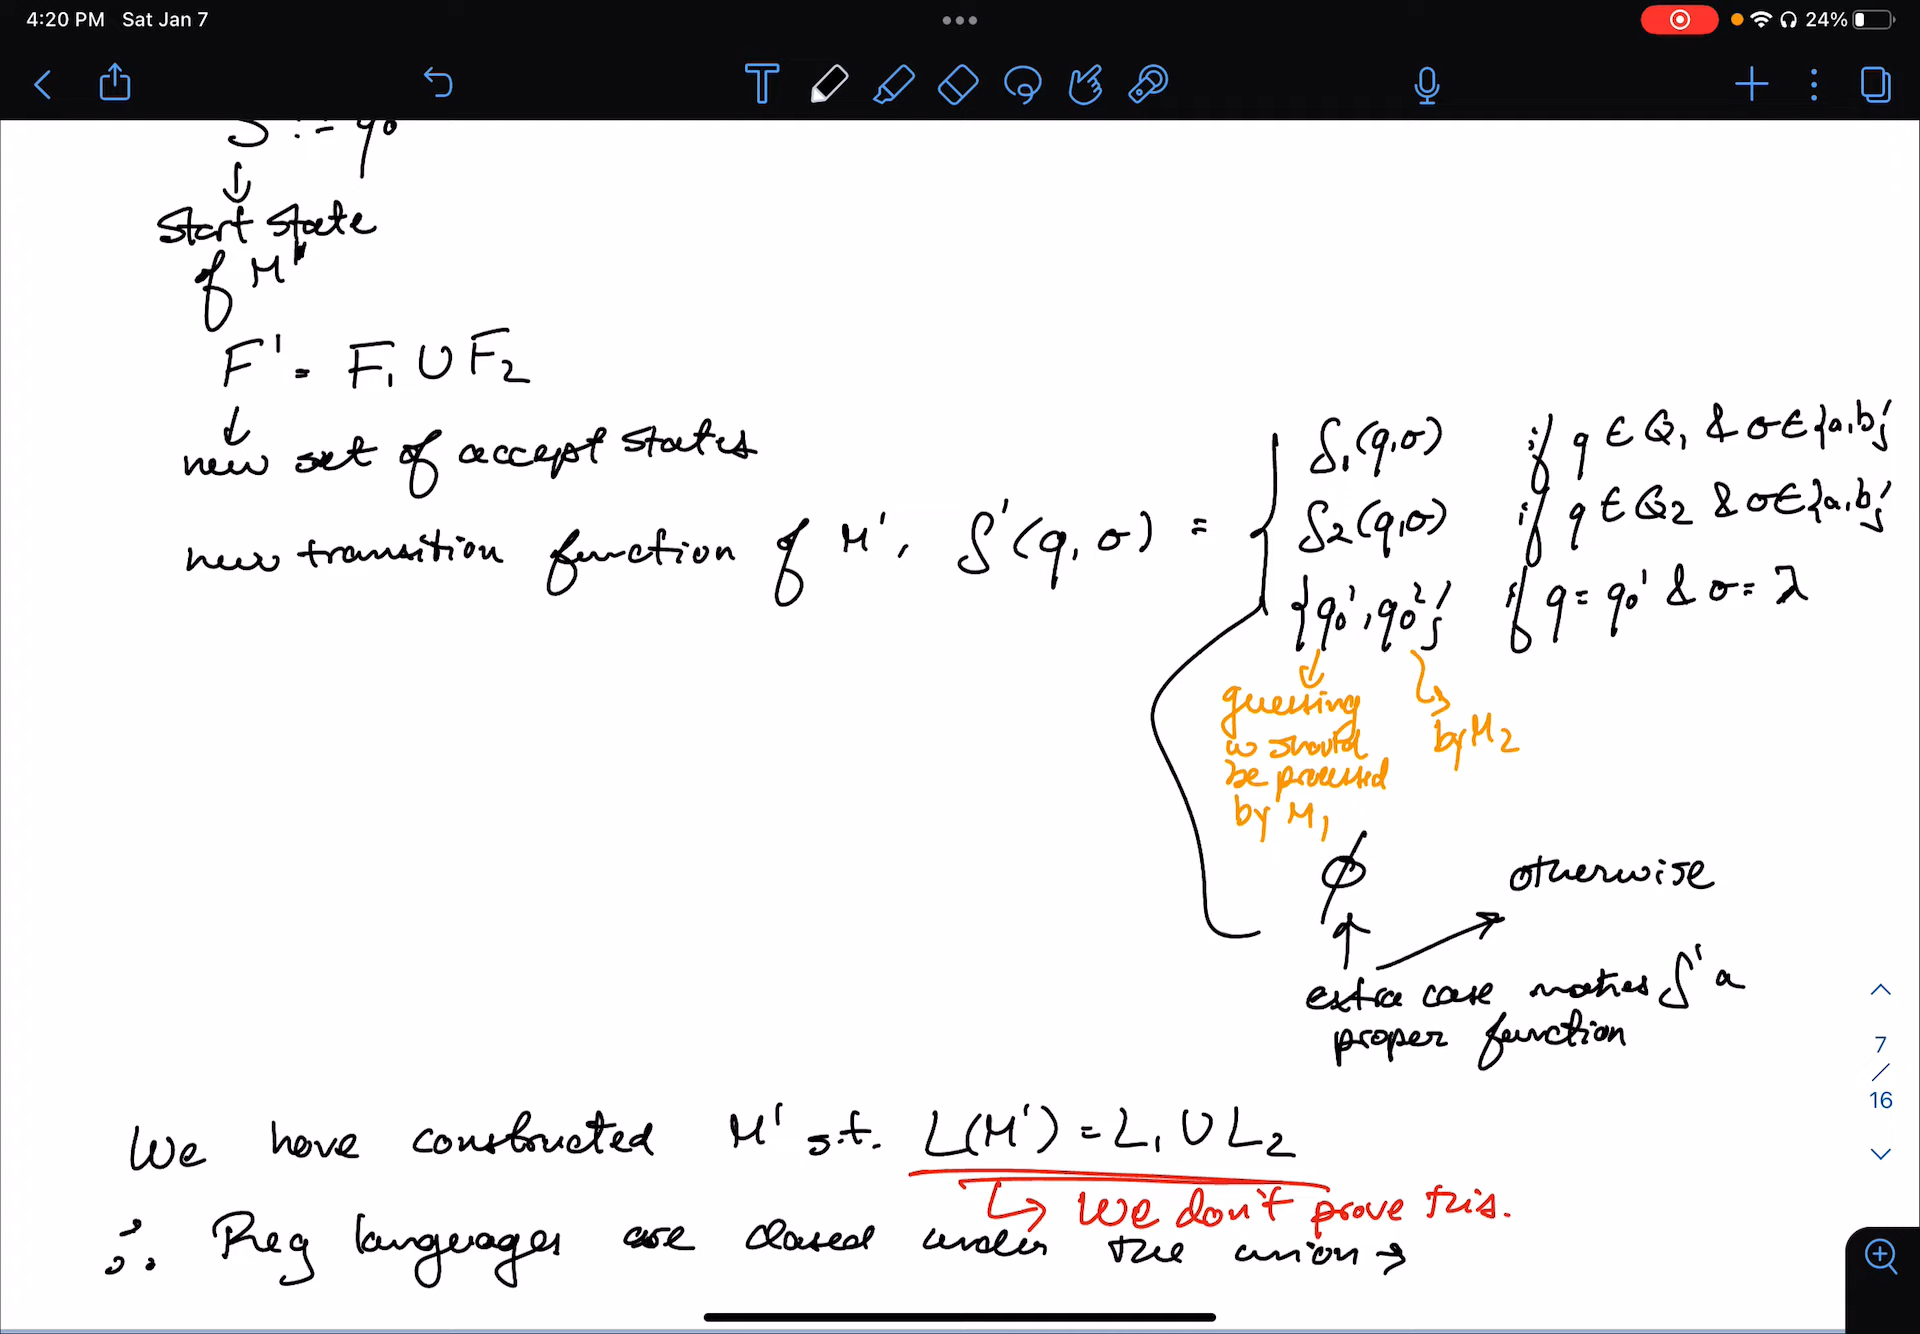 4:20 PM Sat Jan 7
24%
S := q0
↓
start state
of M'
F' = F₁ ∪ F₂
↓
new set of accept states
new transition function of M', δ'(q, σ) =
δ₁(q,σ) if q ∈ Q₁ & σ∈{a,b}
δ₂(q,σ) if q ∈ Q₂ & σ∈{a,b}
{q₀¹, q₀²} if q = q₀' & σ = λ
guessing
w should
be processed
by M₁
by M₂
∅ otherwise
extra case makes δ' a
proper function
We have constructed M' s.t. L(M') = L₁ ∪ L₂
↳ We don't prove this.
∴ Reg languages are closed under the union →
7
/
16